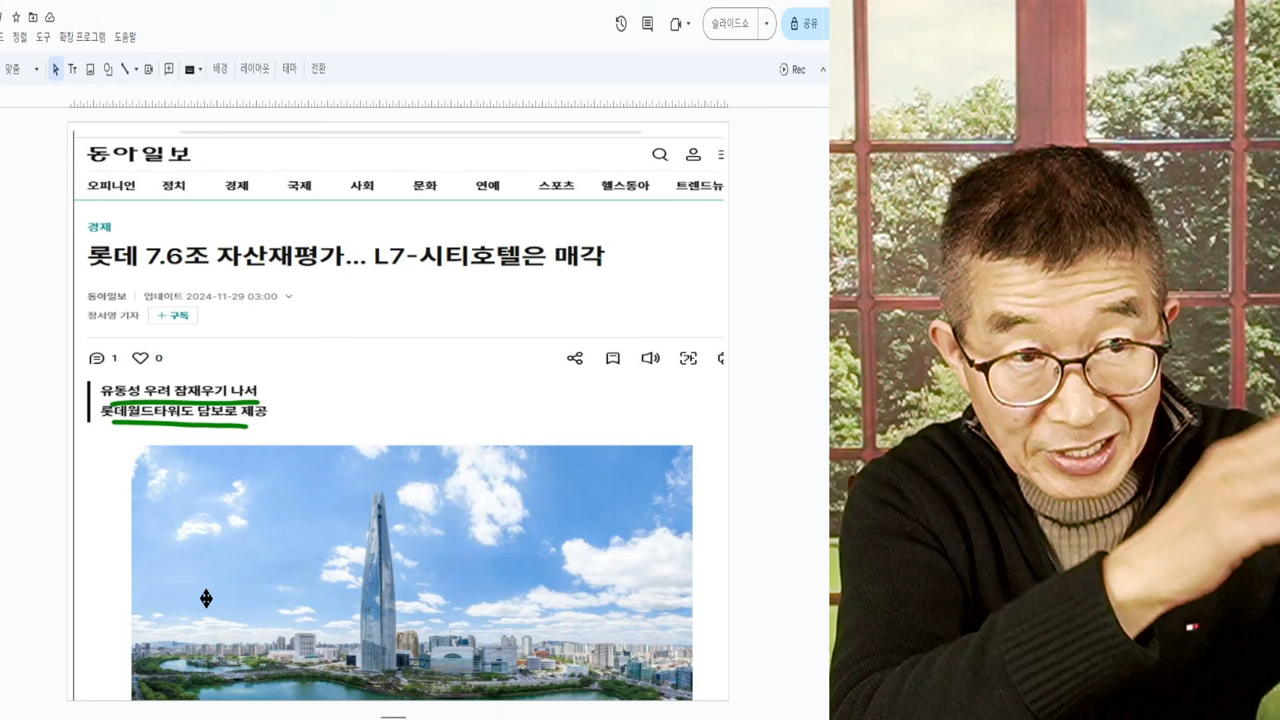 정렬 도구 확장 프로그램 도움말
슬라이드쇼
공유
맞춤
배경 레이아웃 테마 전환
Rec
동아일보
오피니언 정치 경제 국제 사회 문화 연예 스포츠 헬스동아 트렌드뉴
경제
롯데 7.6조 자산재평가... L7-시티호텔은 매각
동아일보 업데이트 2024-11-29 03:00
정서영 기자 + 구독
1 0
가
유동성 우려 잠재우기 나서
롯데월드타워도 담보로 제공